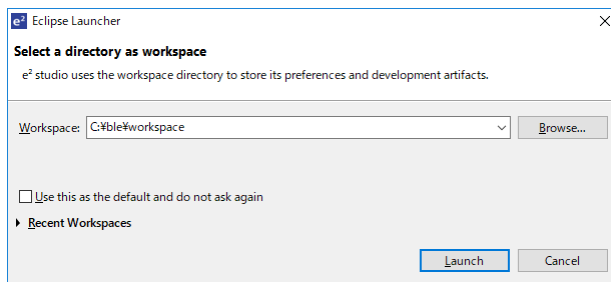 e² Eclipse Launcher
Select a directory as workspace
e² studio uses the workspace directory to store its preferences and development artifacts.
Workspace: C:¥ble¥workspace Browse...
Use this as the default and do not ask again
Recent Workspaces
Launch Cancel